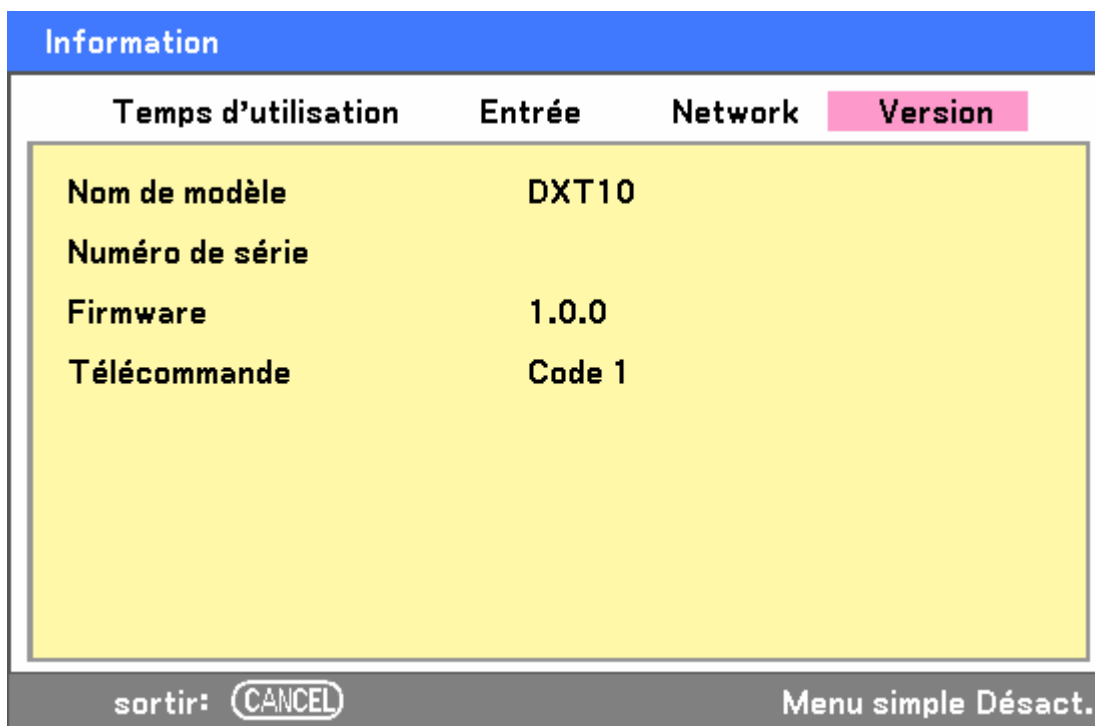 Information
Temps d'utilisation Entrée Network Version
Nom de modèle DXT10
Numéro de série
Firmware 1.0.0
Télécommande Code 1
sortir: CANCEL Menu simple Désact.